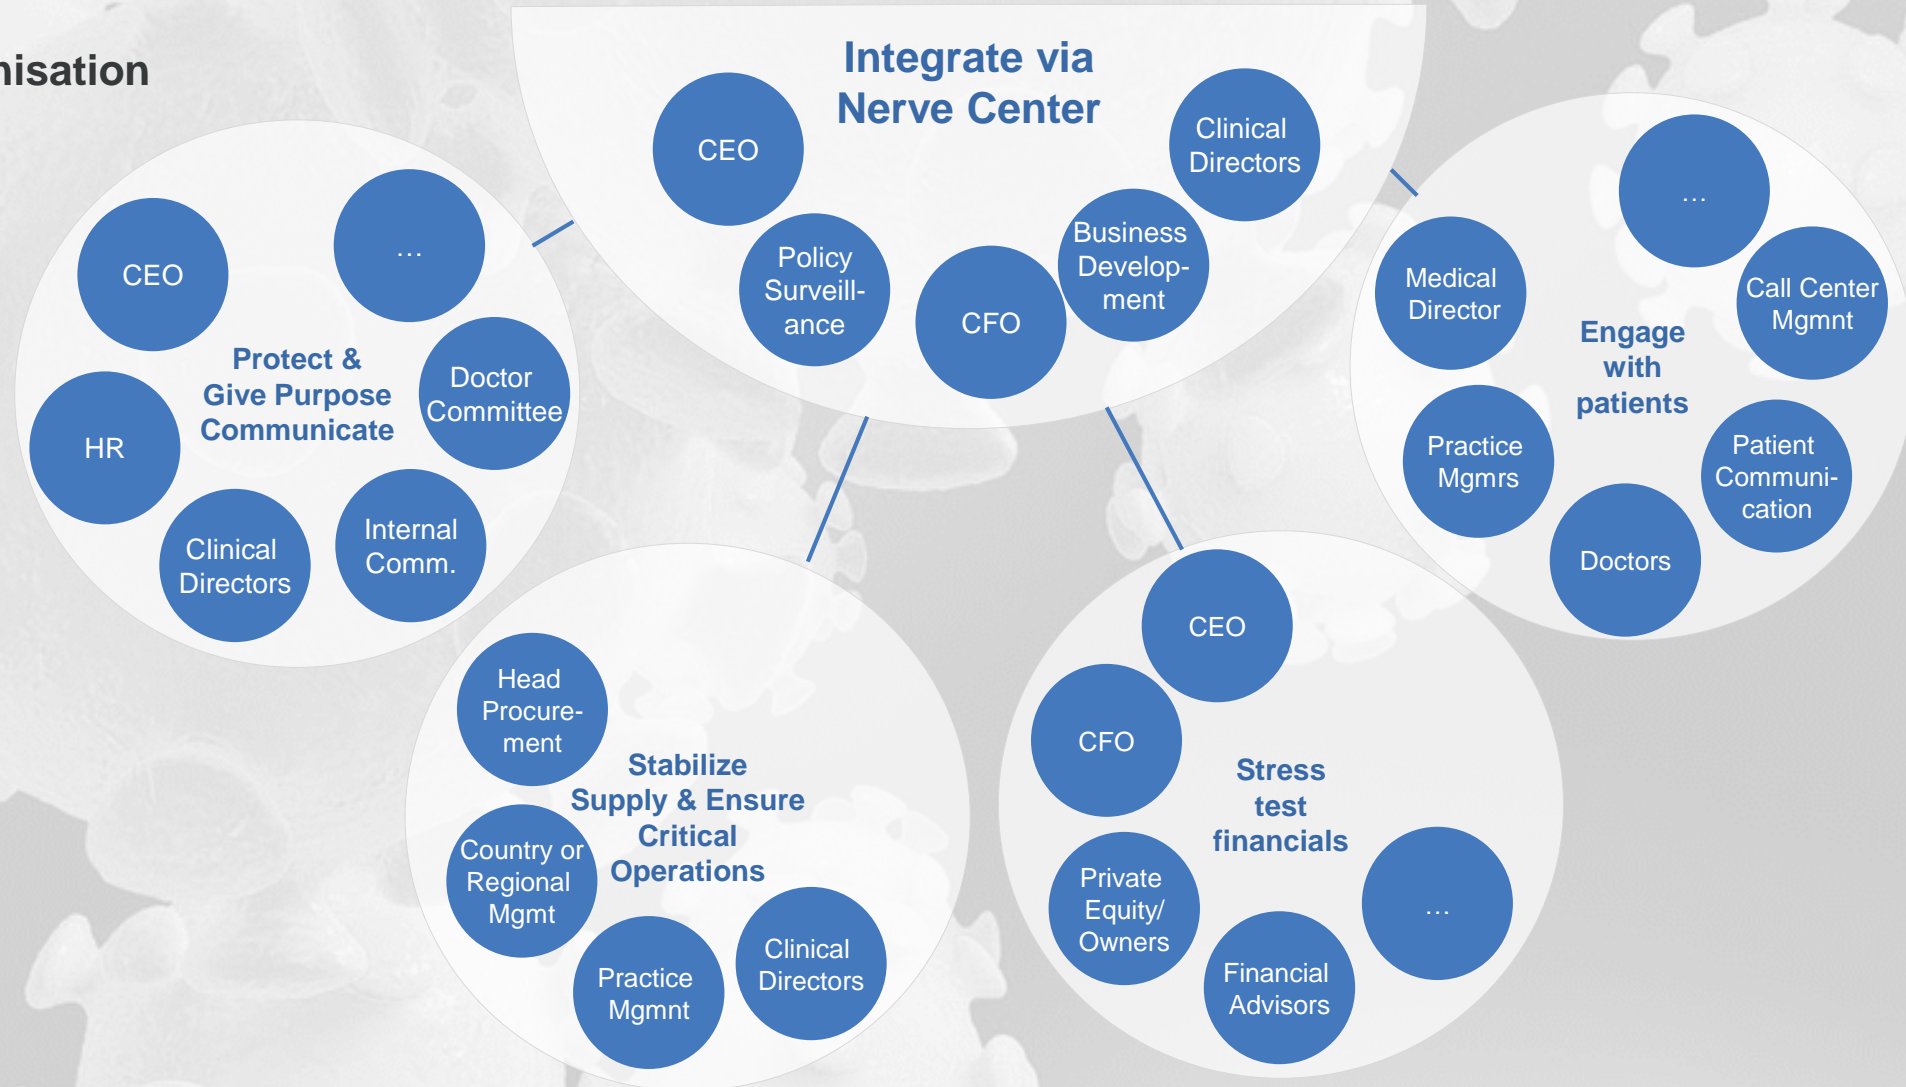 nisation
Integrate via
Nerve Center
CEO
Policy
Surveill-
ance
CFO
Business
Develop-
ment
Clinical
Directors
CEO
…
Protect &
Give Purpose
Communicate
Doctor
Committee
HR
Clinical
Directors
Internal
Comm.
…
Medical
Director
Call Center
Mgmnt
Engage
with
patients
Practice
Mgmrs
Patient
Communi-
cation
Doctors
Head
Procure-
ment
Stabilize
Supply & Ensure
Critical
Operations
Country or
Regional
Mgmt
Practice
Mgmnt
Clinical
Directors
CEO
CFO
Stress
test
financials
Private
Equity/
Owners
Financial
Advisors
…